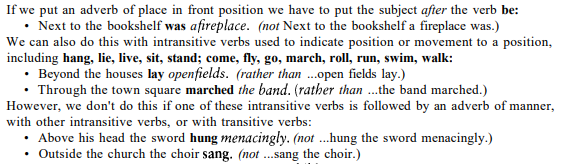 If we put an adverb of place in front position we have to put the subject after the verb be:
• Next to the bookshelf was afireplace. (not Next to the bookshelf a fireplace was.)
We can also do this with intransitive verbs used to indicate position or movement to a position,
including hang, lie, live, sit, stand; come, fly, go, march, roll, run, swim, walk:
• Beyond the houses lay openfields. (rather than ...open fields lay.)
• Through the town square marched the band. (rather than ...the band marched.)
However, we don't do this if one of these intransitive verbs is followed by an adverb of manner,
with other intransitive verbs, or with transitive verbs:
• Above his head the sword hung menacingly. (not ...hung the sword menacingly.)
• Outside the church the choir sang. (not ...sang the choir.)